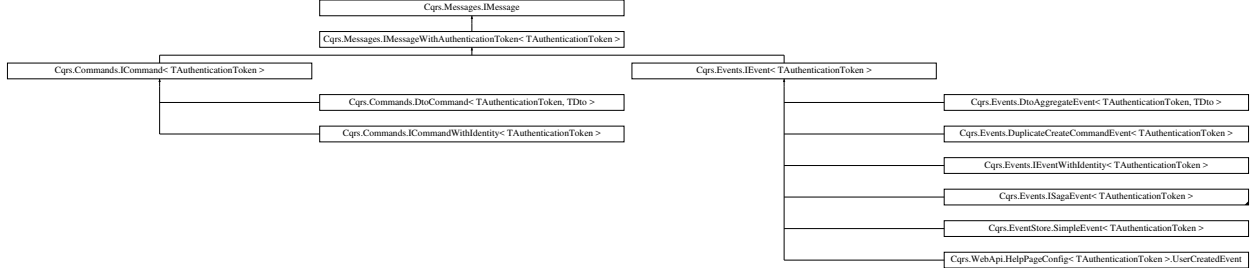 Cqrs.Messages.IMessage
Cqrs.Messages.IMessageWithAuthenticationToken< TAuthenticationToken >
Cqrs.Commands.ICommand< TAuthenticationToken >
Cqrs.Events.IEvent< TAuthenticationToken >
Cqrs.Commands.DtoCommand< TAuthenticationToken, TDto >
Cqrs.Events.DtoAggregateEvent< TAuthenticationToken, TDto >
Cqrs.Commands.ICommandWithIdentity< TAuthenticationToken >
Cqrs.Events.DuplicateCreateCommandEvent< TAuthenticationToken >
Cqrs.Events.IEventWithIdentity< TAuthenticationToken >
Cqrs.Events.ISagaEvent< TAuthenticationToken >
Cqrs.EventStore.SimpleEvent< TAuthenticationToken >
Cqrs.WebApi.HelpPageConfig< TAuthenticationToken >.UserCreatedEvent